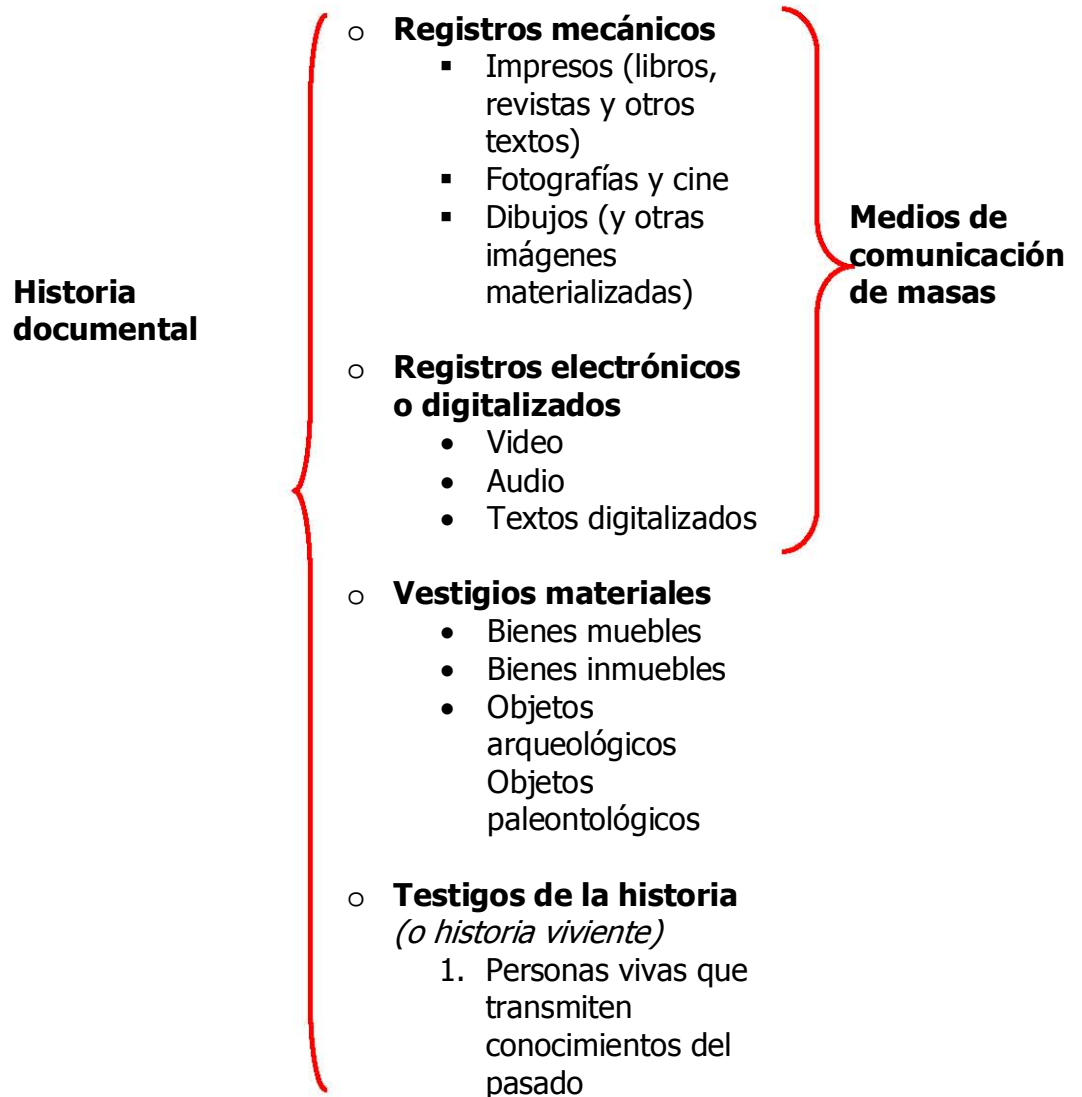 Historia
documental
o Registros mecánicos
▪ Impresos (libros,
revistas y otros
textos)
▪ Fotografías y cine
▪ Dibujos (y otras
imágenes
materializadas)
o Registros electrónicos
o digitalizados
• Video
• Audio
• Textos digitalizados
o Vestigios materiales
• Bienes muebles
• Bienes inmuebles
• Objetos
arqueológicos
Objetos
paleontológicos
o Testigos de la historia
(o historia viviente)
1. Personas vivas que
transmiten
conocimientos del
pasado
Medios de
comunicación
de masas